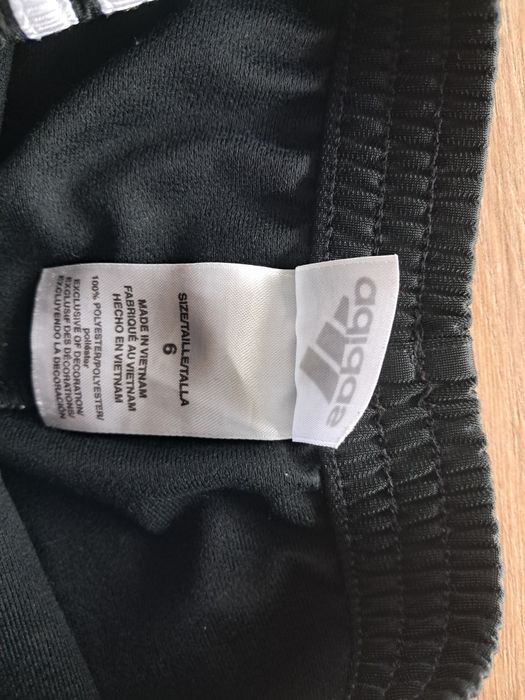 adidas
SIZE/TAILLE/TALLA
6
MADE IN VIETNAM
FABRIQUÉ AU VIETNAM
HECHO EN VIETNAM
100% POLYESTER/POLYESTER/
poliéster
EXCLUSIVE OF DECORATION/
EXCLUSIF DES DÉCORATIONS/
EXCLUYENDO LA DECORACIÓN